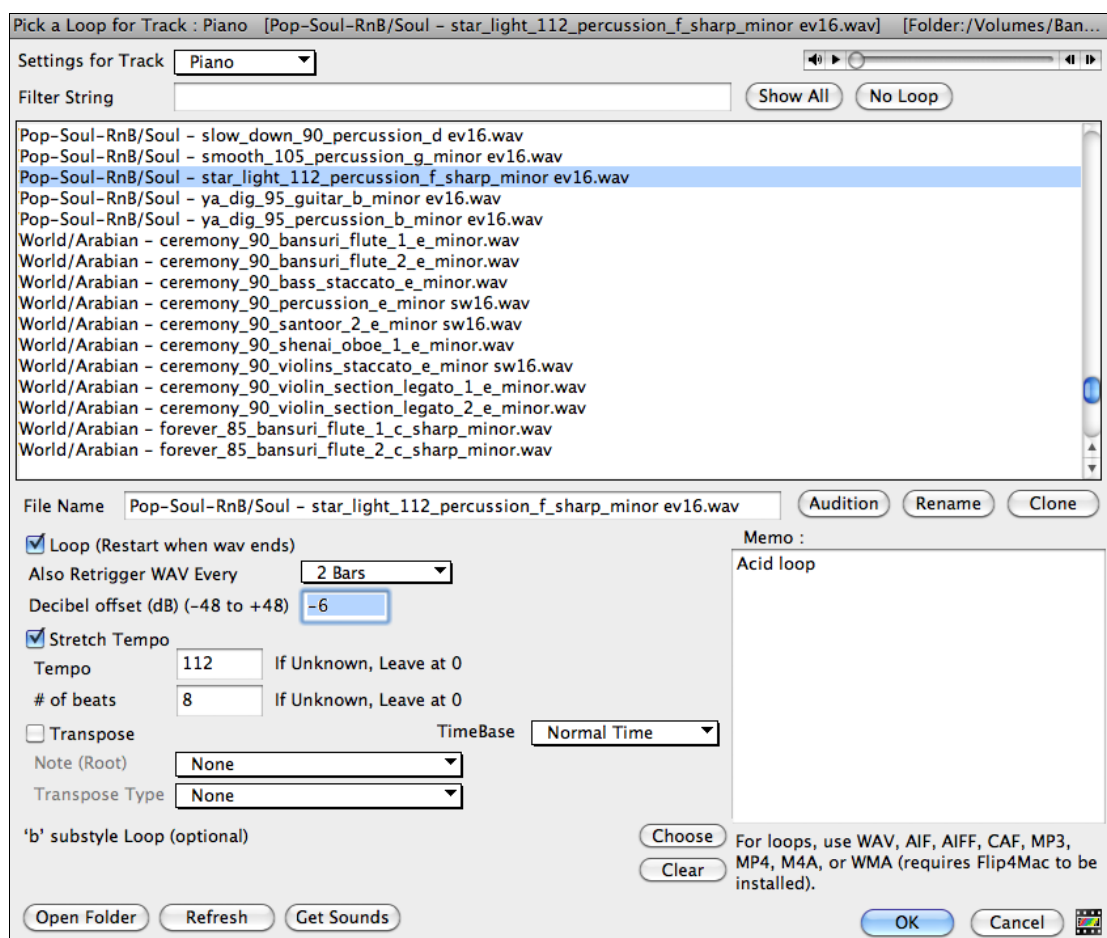 Pick a Loop for Track : Piano [Pop-Soul-RnB/Soul - star_light_112_percussion_f_sharp_minor ev16.wav] [Folder:/Volumes/Ban...
Settings for Track Piano
Filter String Show All No Loop
Pop-Soul-RnB/Soul - slow_down_90_percussion_d ev16.wav
Pop-Soul-RnB/Soul - smooth_105_percussion_g_minor ev16.wav
Pop-Soul-RnB/Soul - star_light_112_percussion_f_sharp_minor ev16.wav
Pop-Soul-RnB/Soul - ya_dig_95_guitar_b_minor ev16.wav
Pop-Soul-RnB/Soul - ya_dig_95_percussion_b_minor ev16.wav
World/Arabian - ceremony_90_bansuri_flute_1_e_minor.wav
World/Arabian - ceremony_90_bansuri_flute_2_e_minor.wav
World/Arabian - ceremony_90_bass_staccato_e_minor.wav
World/Arabian - ceremony_90_percussion_e_minor sw16.wav
World/Arabian - ceremony_90_santoor_2_e_minor sw16.wav
World/Arabian - ceremony_90_shenai_oboe_1_e_minor.wav
World/Arabian - ceremony_90_violins_staccato_e_minor sw16.wav
World/Arabian - ceremony_90_violin_section_legato_1_e_minor.wav
World/Arabian - ceremony_90_violin_section_legato_2_e_minor.wav
World/Arabian - forever_85_bansuri_flute_1_c_sharp_minor.wav
World/Arabian - forever_85_bansuri_flute_2_c_sharp_minor.wav
File Name Pop-Soul-RnB/Soul - star_light_112_percussion_f_sharp_minor ev16.wav Audition Rename Clone
Loop (Restart when wav ends)
Also Retrigger WAV Every 2 Bars
Decibel offset (dB) (-48 to +48) -6
Stretch Tempo
Tempo 112 If Unknown, Leave at 0
# of beats 8 If Unknown, Leave at 0
Transpose TimeBase Normal Time
Note (Root) None
Transpose Type None
'b' substyle Loop (optional) Choose
Clear
Memo :
Acid loop
For loops, use WAV, AIF, AIFF, CAF, MP3,
MP4, M4A, or WMA (requires Flip4Mac to be
installed).
Open Folder Refresh Get Sounds OK Cancel